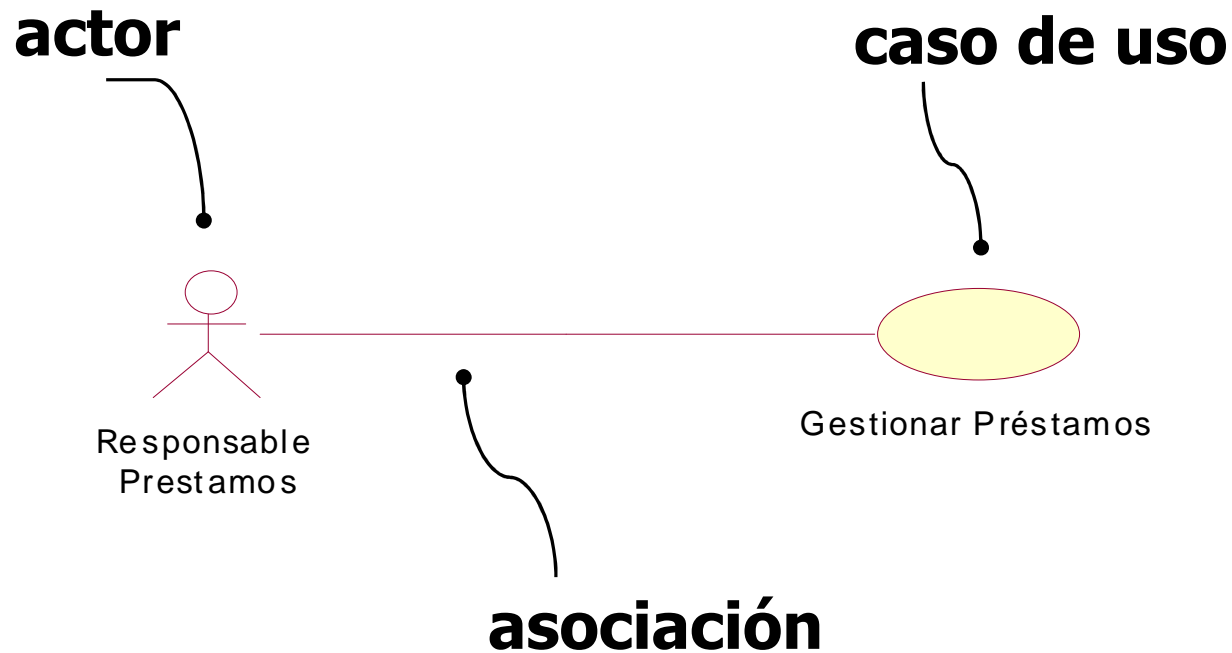 actor
caso de uso
Responsable
Prestamos
Gestionar Préstamos
asociación